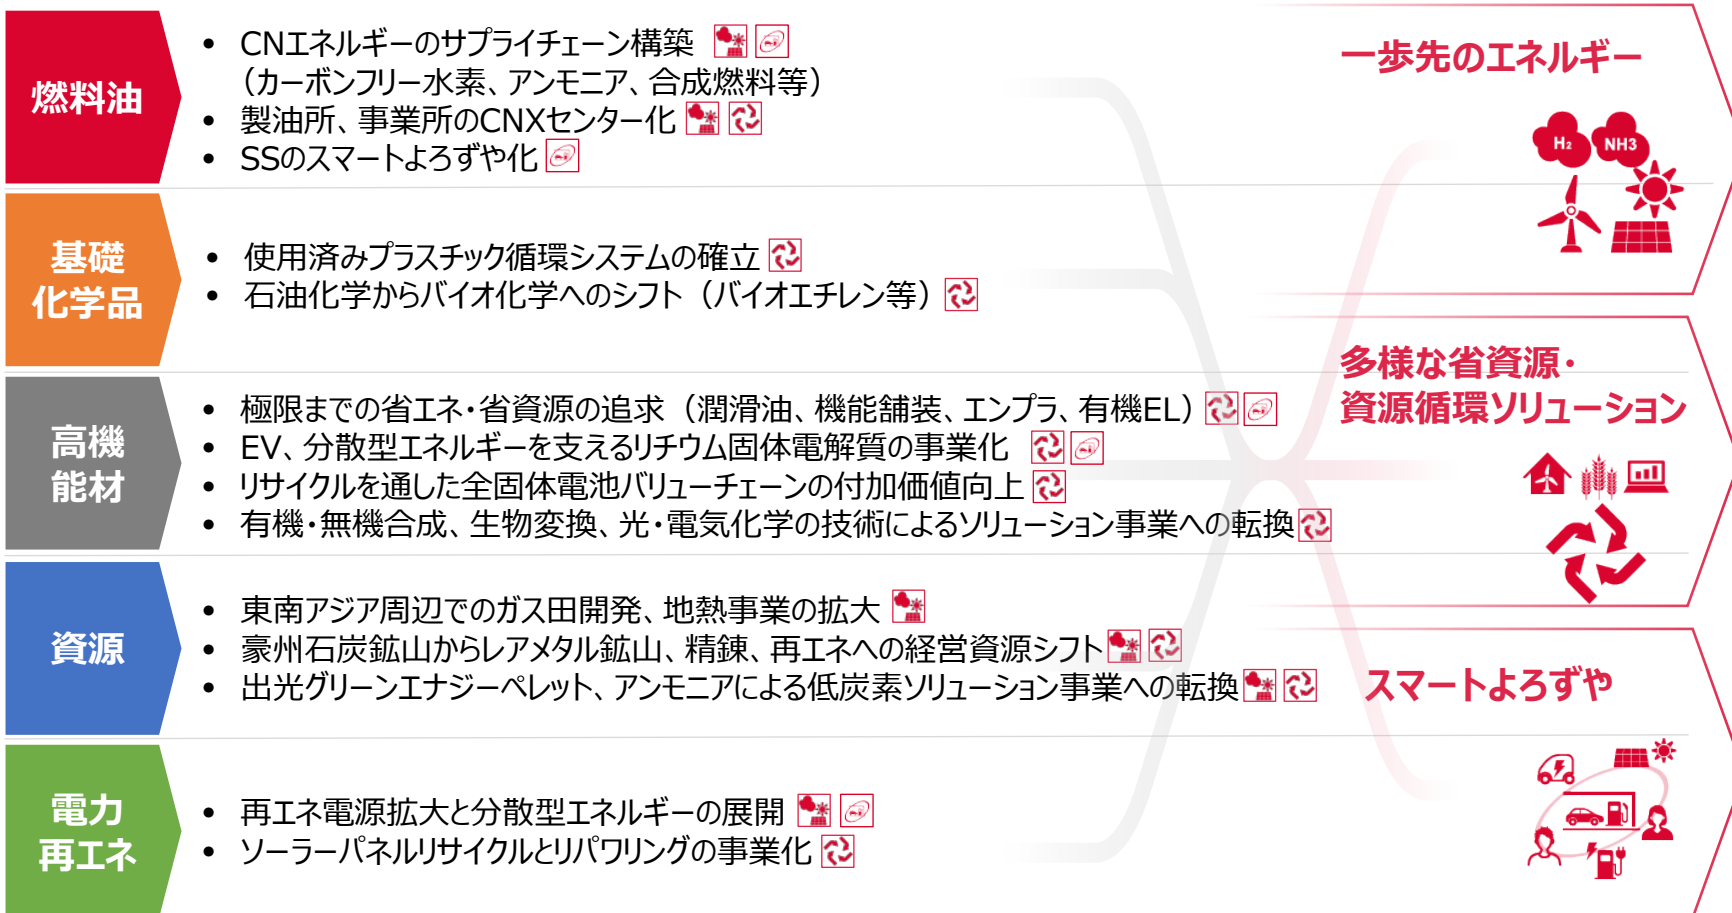 燃料油
• CNエネルギーのサプライチェーン構築
（カーボンフリー水素、アンモニア、合成燃料等）
• 製油所、事業所のCNXセンター化
• SSのスマートよろずや化
基礎
化学品
• 使用済みプラスチック循環システムの確立
• 石油化学からバイオ化学へのシフト（バイオエチレン等）
高機
能材
• 極限までの省エネ・省資源の追求（潤滑油、機能舗装、エンプラ、有機EL）
• EV、分散型エネルギーを支えるリチウム固体電解質の事業化
• リサイクルを通した全固体電池バリューチェーンの付加価値向上
• 有機・無機合成、生物変換、光・電気化学の技術によるソリューション事業への転換
資源
• 東南アジア周辺でのガス田開発、地熱事業の拡大
• 豪州石炭鉱山からレアメタル鉱山、精錬、再エネへの経営資源シフト
• 出光グリーンエナジーペレット、アンモニアによる低炭素ソリューション事業への転換
電力
再エネ
• 再エネ電源拡大と分散型エネルギーの展開
• ソーラーパネルリサイクルとリパワリングの事業化
一歩先のエネルギー
H2
NH3
多様な省資源・
資源循環ソリューション
スマートよろずや